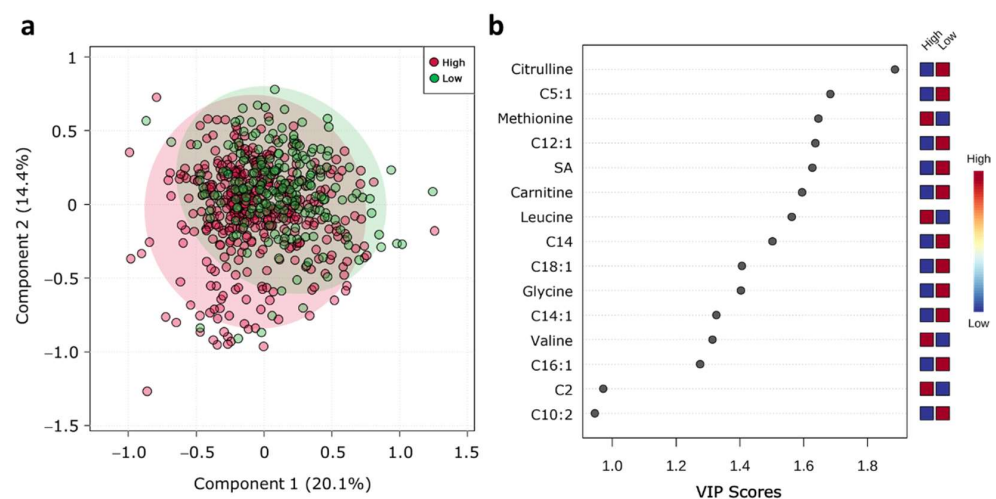 a
High
Low
1
0.5
0
−0.5
−1.0
−1.5
−1.0
−0.5
0
0.5
1.0
1.5
Component 2 (14.4%)
Component 1 (20.1%)
b
High
Low
Citrulline
C5:1
Methionine
C12:1
SA
Carnitine
Leucine
C14
C18:1
Glycine
C14:1
Valine
C16:1
C2
C10:2
1.0
1.2
1.4
1.6
1.8
VIP Scores
High
Low